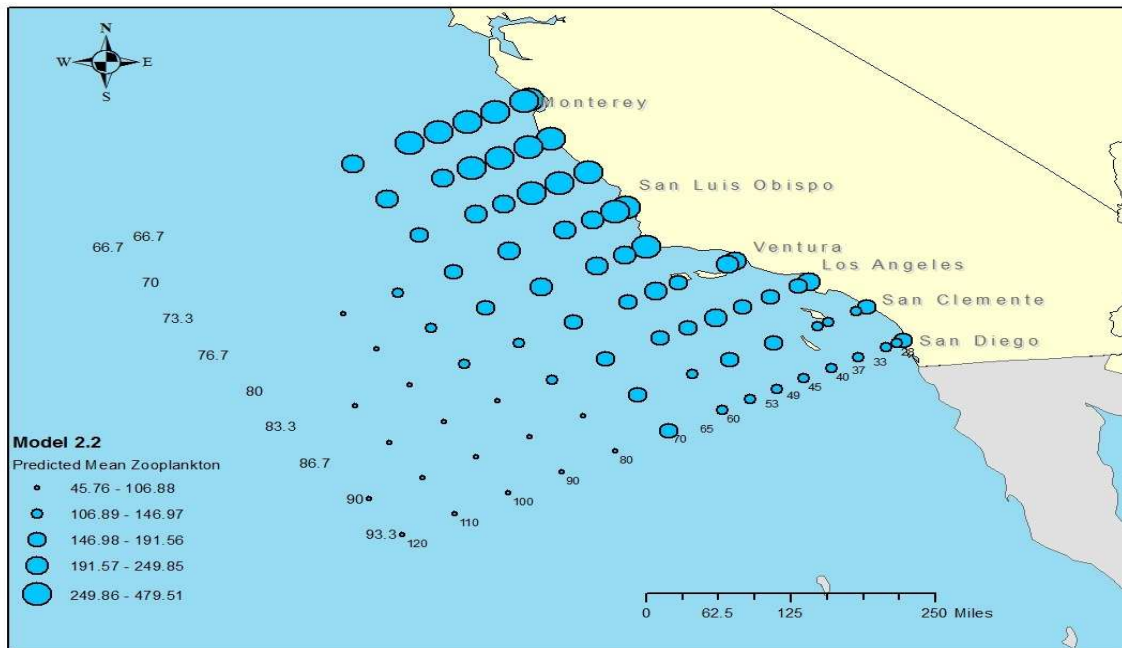 N
W E
S
Monterey
San Luis Obispo
66.7 66.7
Ventura
Los Angeles
70
San Clemente
73.3
San Diego
28
33
76.7
37
40
45
49
80
53
60
83.3
65
70
Model 2.2
86.7
80
Predicted Mean Zooplankton
90
45.76 - 106.88
90
100
106.89 - 146.97
110
93.3
120
146.98 - 191.56
191.57 - 249.85
249.86 - 479.51
0 62.5 125 250 Miles